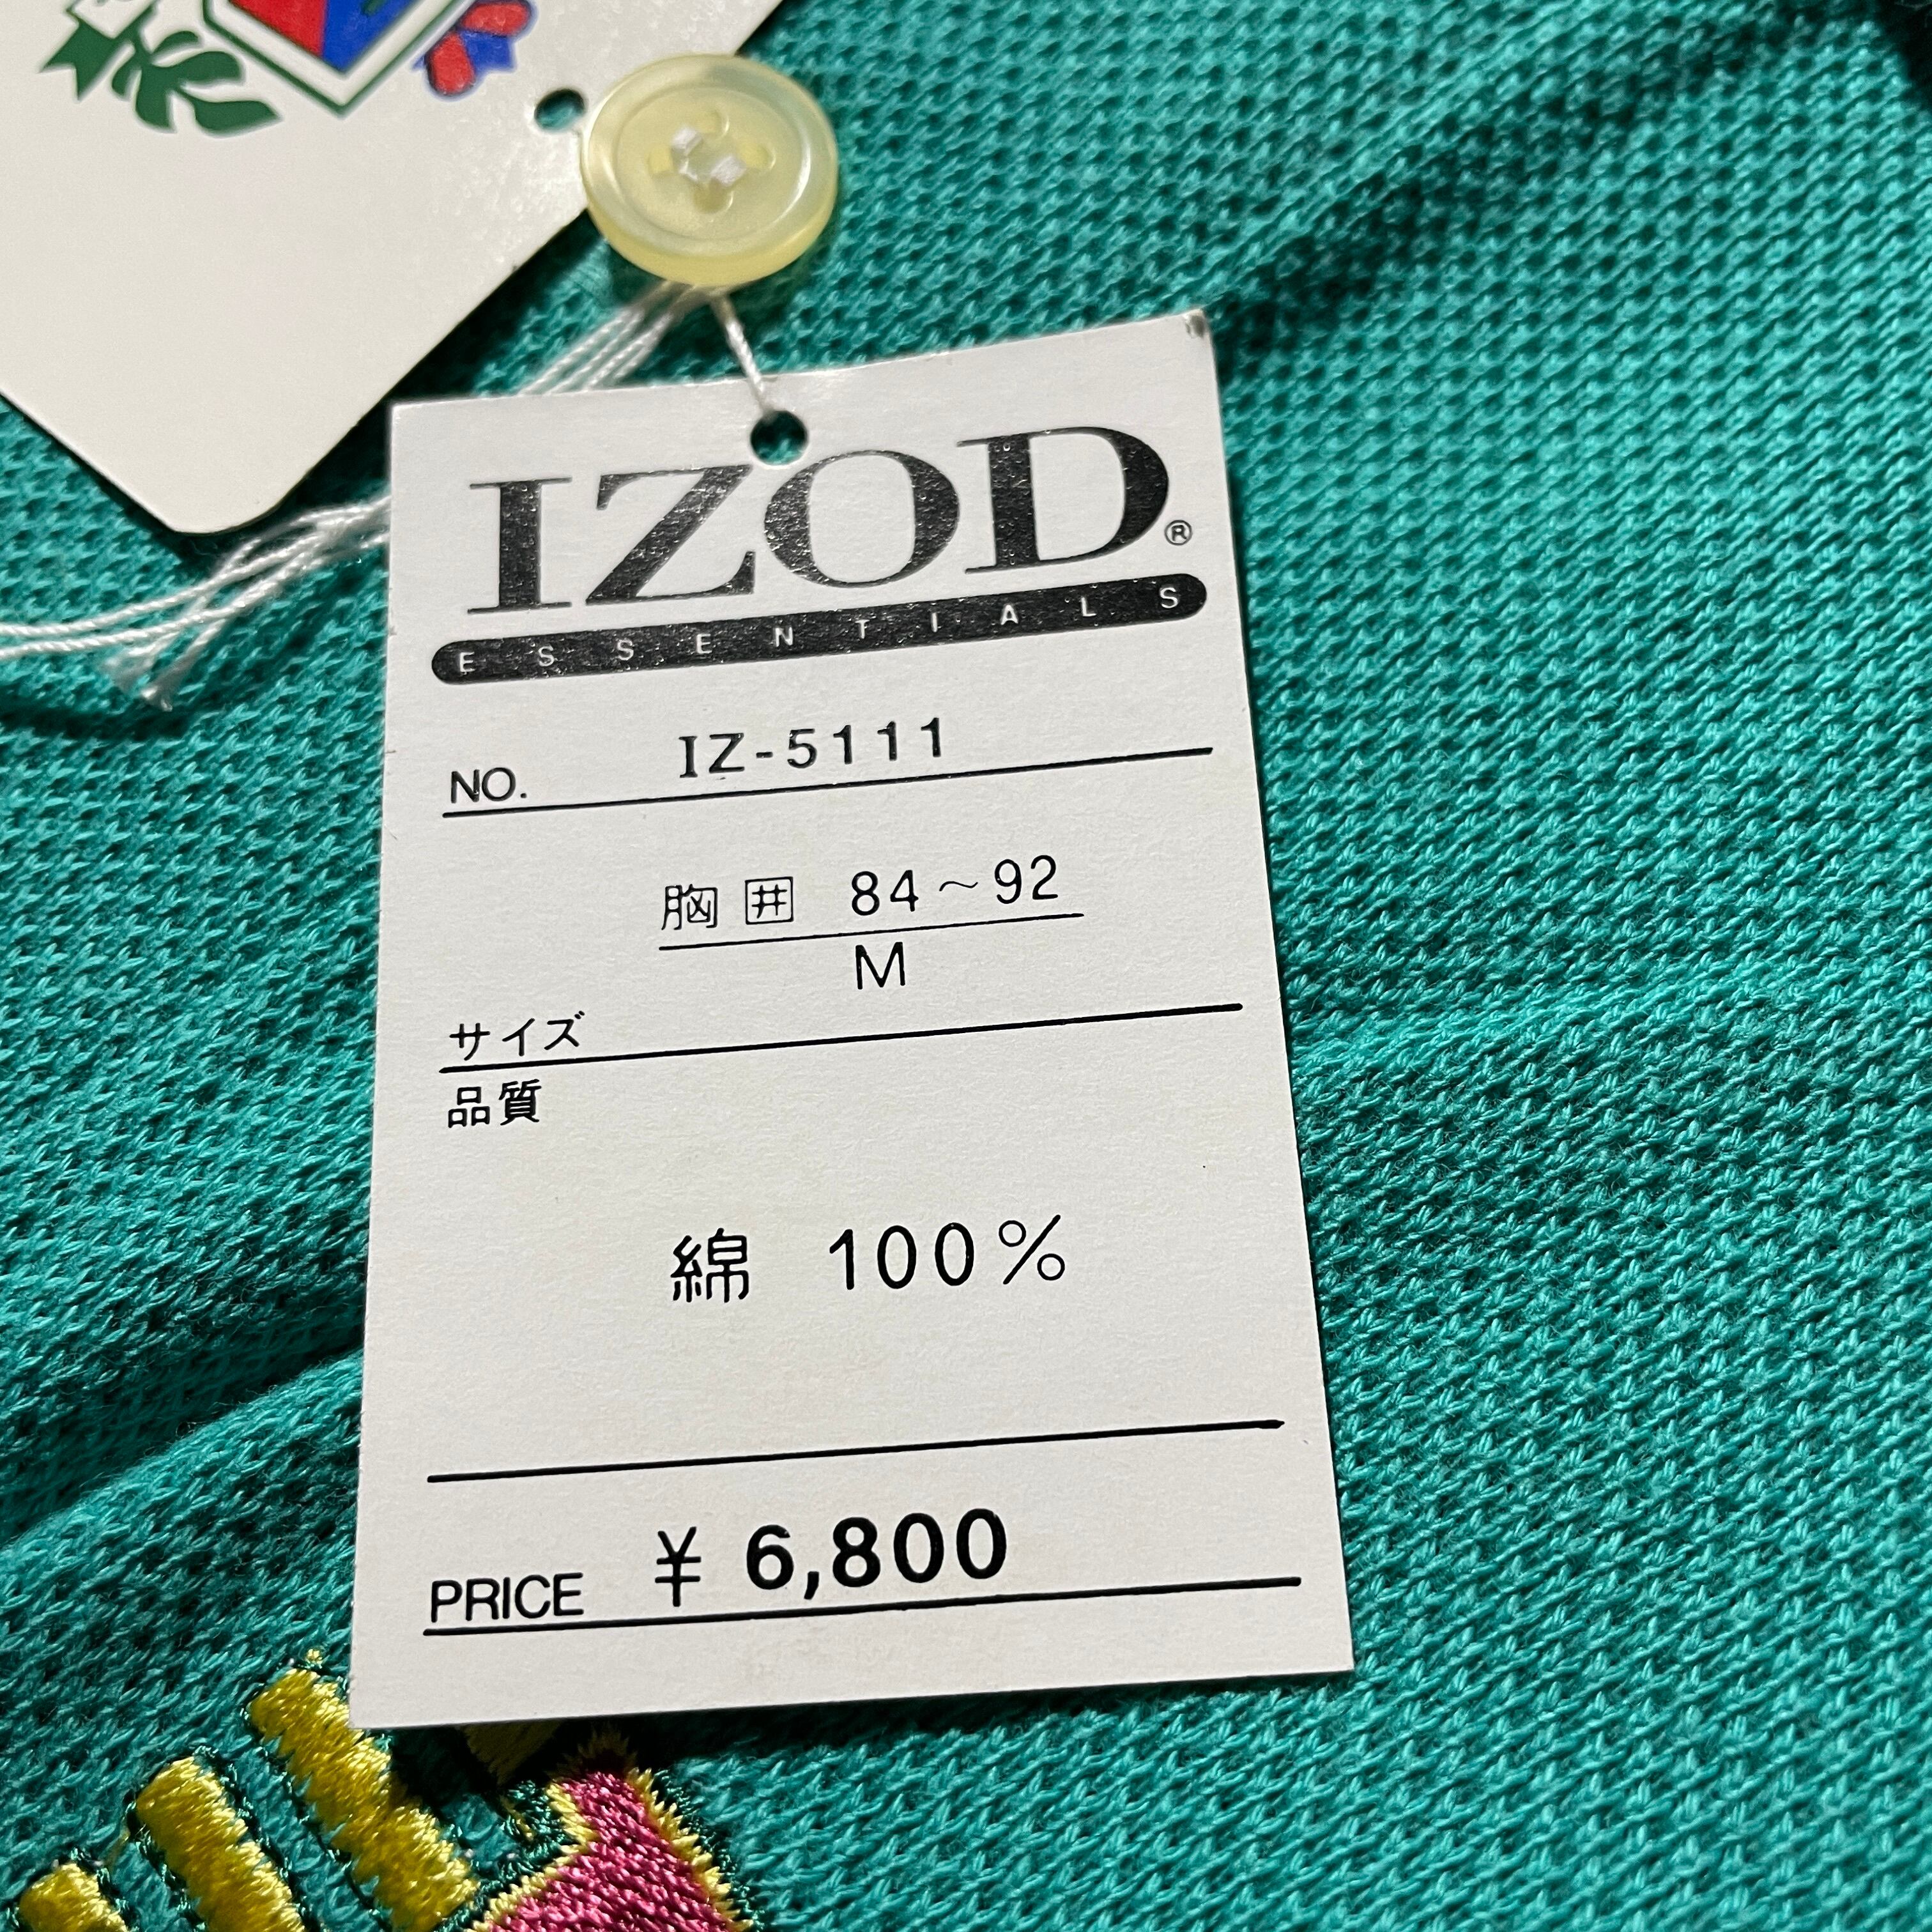 IZOD®
ESSENTIALS
NO. IZ-5111
胸囲 84～92
M
サイズ
品質
綿 100%
PRICE ¥6,800